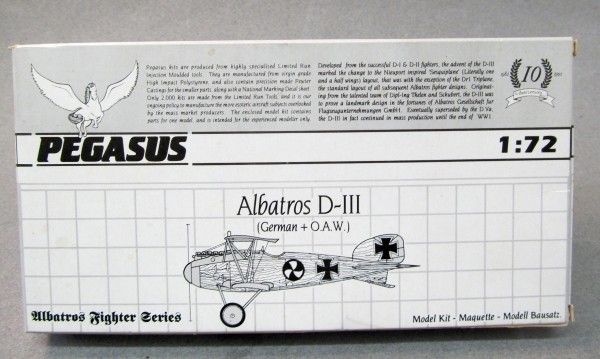 Pegasus kits are produced from highly specialised Limited Run
Injection Moulded tools. They are manufactured from virgin grade
High Impact Polystyrene, and also contain precision made Pewter
Castings for the smaller parts, along with a National Marking Decal sheet.
Only 2,000 Kits are made from the Limited Run Tools, and it is our
ongoing policy to manufacture the more esoteric aircraft subjects overlooked
by the mass market producers. The enclosed model kit contains
parts for one model, and is intended for the experienced modeller only.
Developed from the successful D-I & D-II fighters, the advent of the D-III
marked the change to the Nieuport inspired 'Sesquiplane' (Literally one
and a half wings) layout, that was with the exception of the Dr1 Triplane,
the standard layout of all subsequent Albatros fighter designs. Originat-
ing from the talented team of Dipl-Ing Thelen and Schubert, the D-III was
to prove a landmark design in the fortunes of Albatros Gesellschaft fur
Flugzeugunternehmungen GmbH. Eventually superseded by the D.Va,
the D-III in fact continued in mass production until the end of WW1.
10
PEGASUS
1:72
Albatros D-III
(German + O.A.W.)
Albatros Fighter Series
Model Kit - Maquette - Modell Bausatz